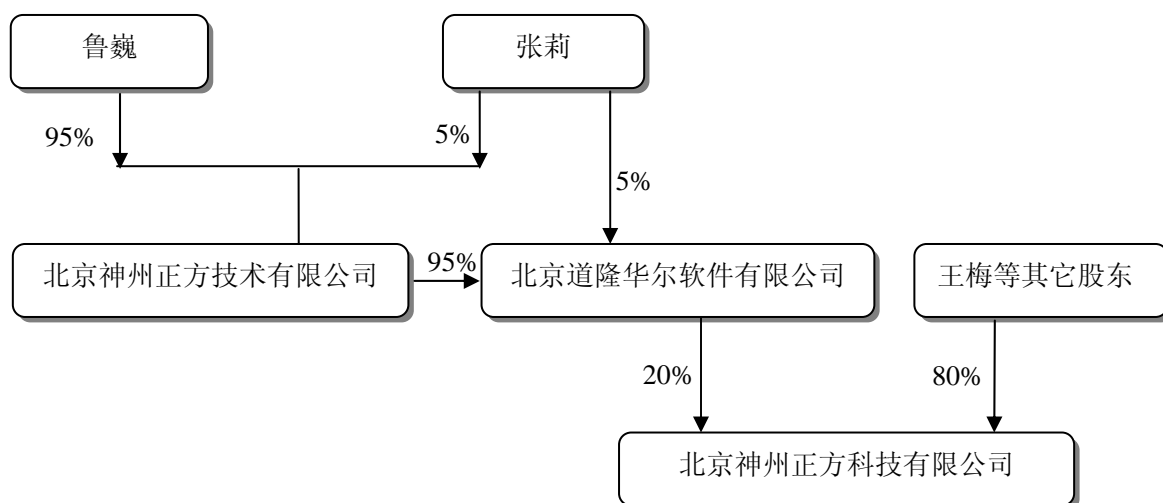 鲁巍
张莉
95%
5%
5%
北京神州正方技术有限公司
95%
北京道隆华尔软件有限公司
王梅等其它股东
20%
80%
北京神州正方科技有限公司